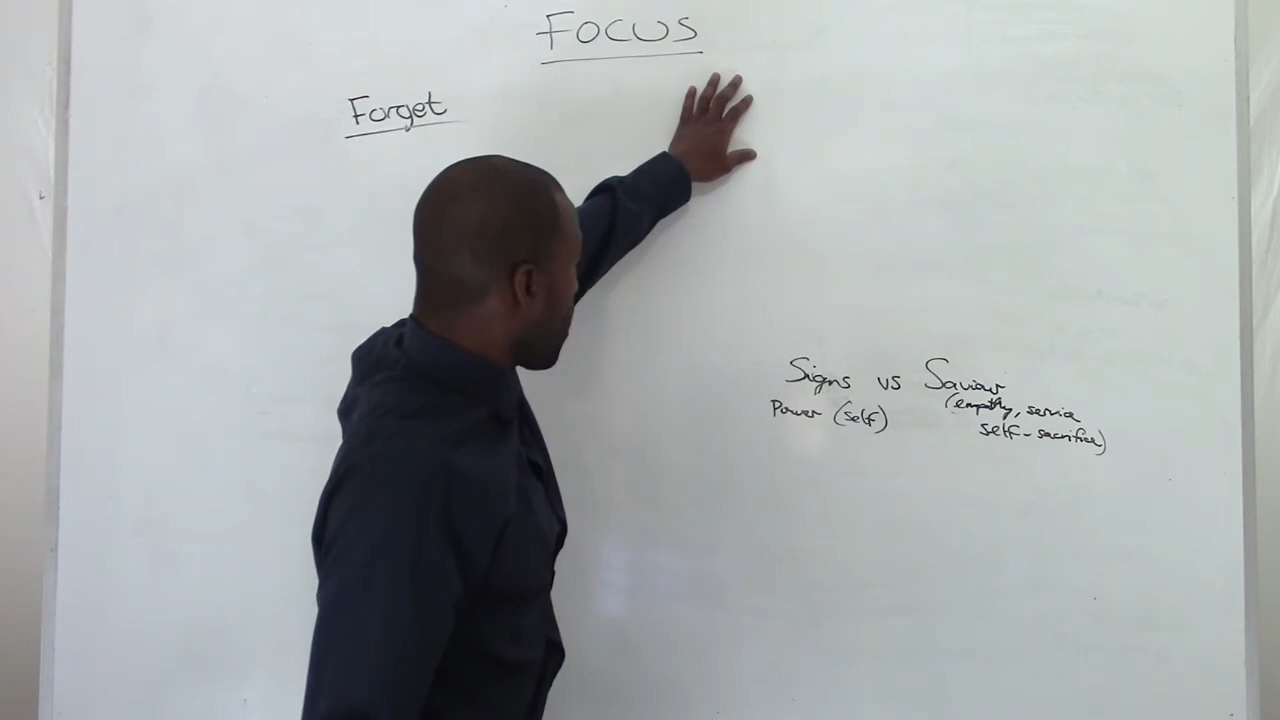 FOCUS
Forget
Signs vs Saviour
Power (self)
(empathy, service
self-sacrifice)